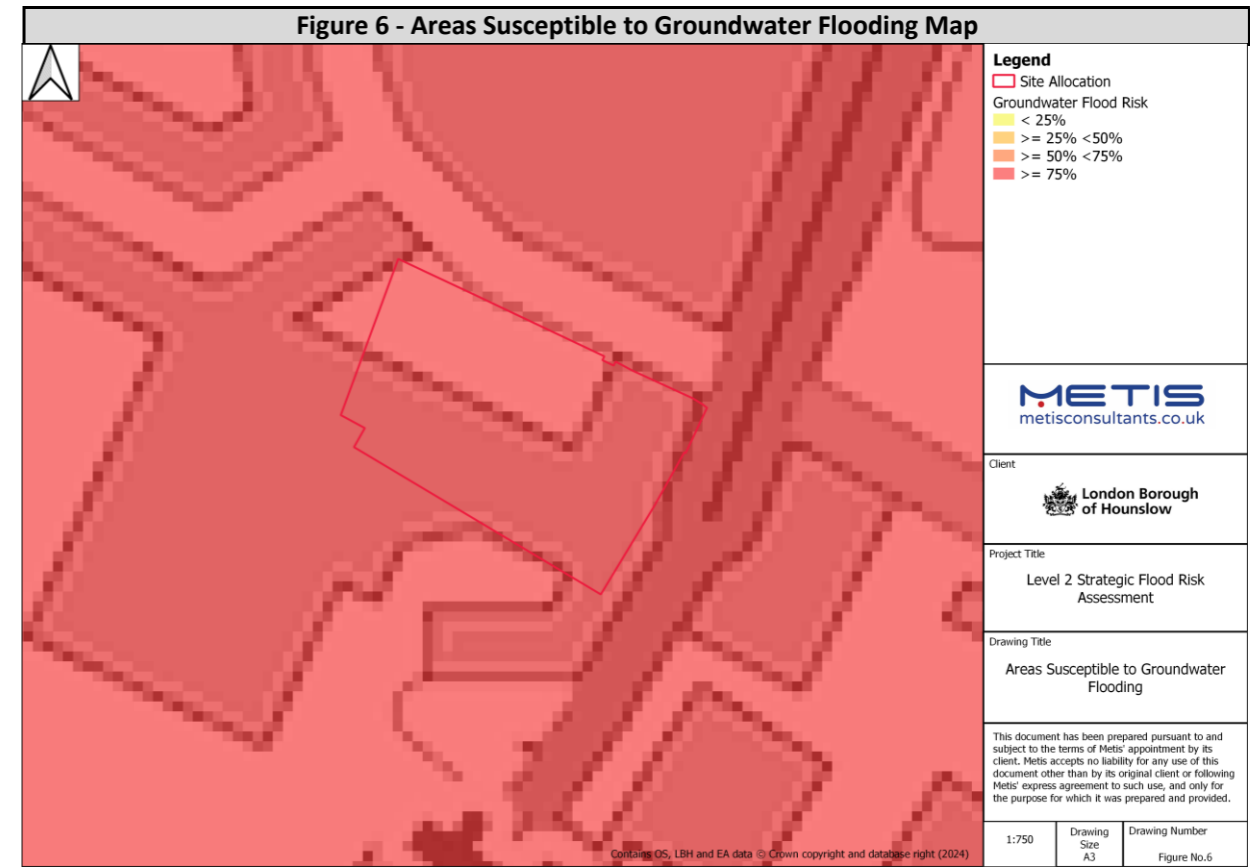 Figure 6 - Areas Susceptible to Groundwater Flooding Map
Legend
Site Allocation
Groundwater Flood Risk
< 25%
>= 25% <50%
>= 50% <75%
>= 75%
METIS
metisconsultants.co.uk
Client
London Borough
of Hounslow
Project Title
Level 2 Strategic Flood Risk
Assessment
Drawing Title
Areas Susceptible to Groundwater
Flooding
This document has been prepared pursuant to and
subject to the terms of Metis' appointment by its
client. Metis accepts no liability for any use of this
document other than by its original client or following
Metis' express agreement to such use, and only for
the purpose for which it was prepared and provided.
1:750
Drawing
Size
A3
Drawing Number
Figure No.6
Contains OS, LBH and EA data © Crown copyright and database right (2024)